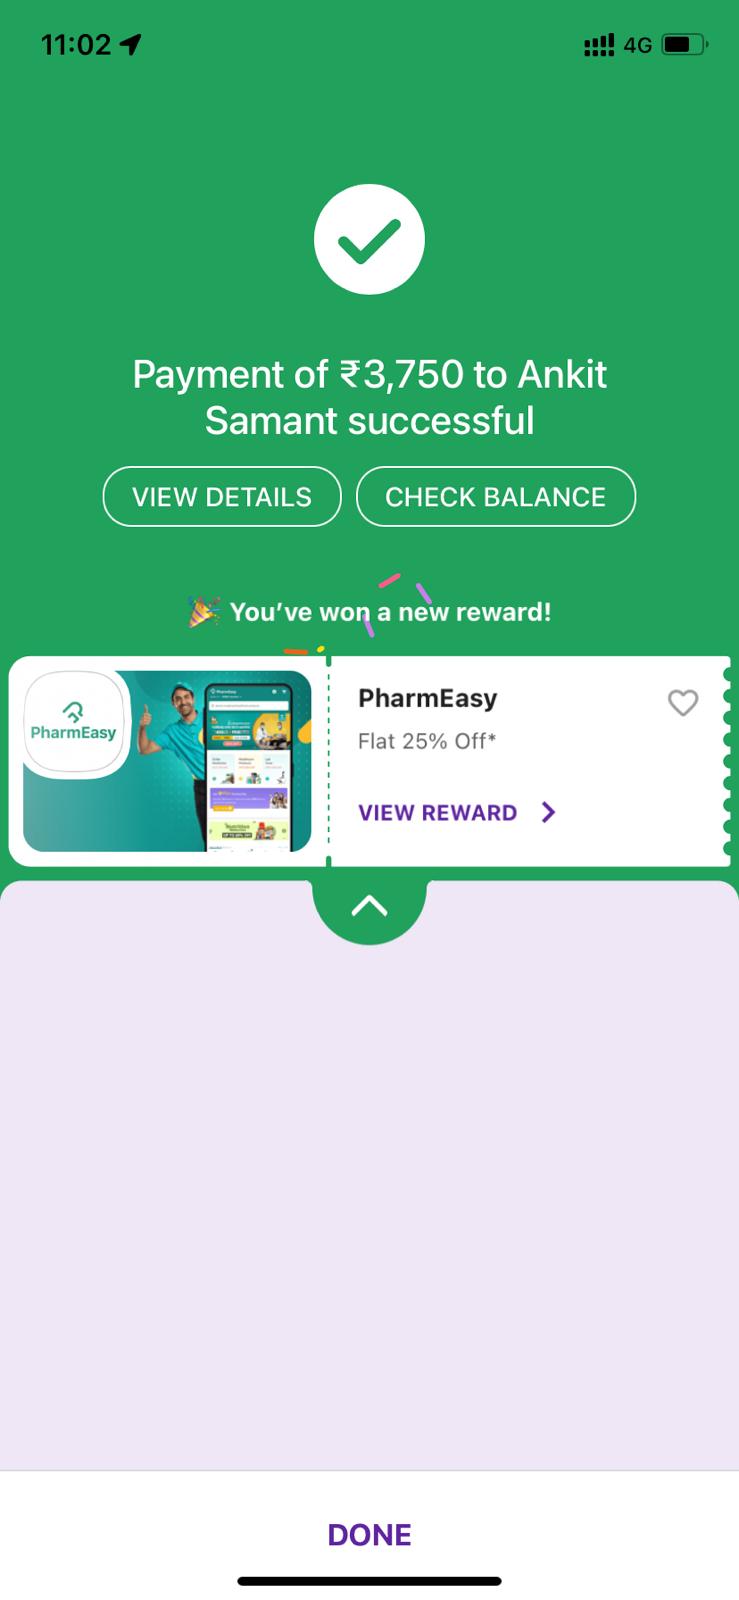 11:02
4G
Payment of ₹3,750 to Ankit
Samant successful
VIEW DETAILS
CHECK BALANCE
You've won a new reward!
PharmEasy
PharmEasy
PharmEasy
Flat 25% Off*
VIEW REWARD
DONE